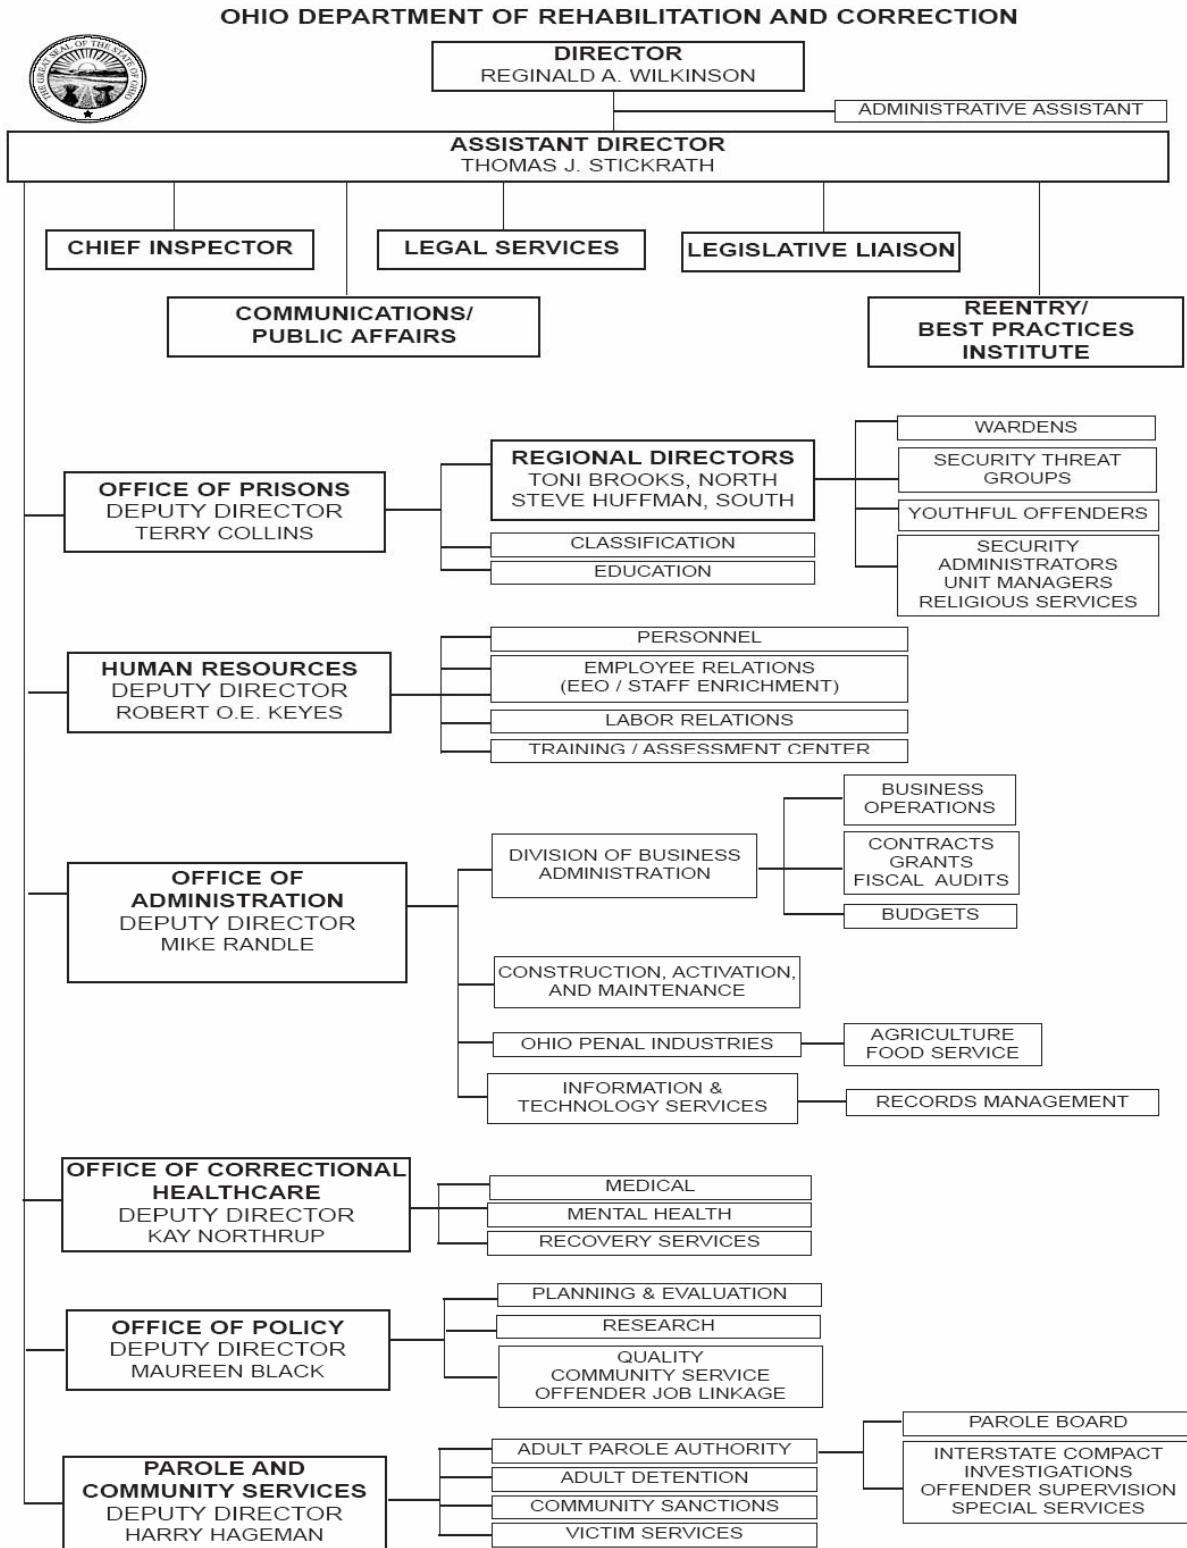 OHIO DEPARTMENT OF REHABILITATION AND CORRECTION
THE GREAT SEAL OF THE STATE OF OHIO
DIRECTOR
REGINALD A. WILKINSON
ADMINISTRATIVE ASSISTANT
ASSISTANT DIRECTOR
THOMAS J. STICKRATH
CHIEF INSPECTOR
LEGAL SERVICES
LEGISLATIVE LIAISON
COMMUNICATIONS/
PUBLIC AFFAIRS
REENTRY/
BEST PRACTICES
INSTITUTE
OFFICE OF PRISONS
DEPUTY DIRECTOR
TERRY COLLINS
REGIONAL DIRECTORS
TONI BROOKS, NORTH
STEVE HUFFMAN, SOUTH
CLASSIFICATION
EDUCATION
WARDENS
SECURITY THREAT
GROUPS
YOUTHFUL OFFENDERS
SECURITY
ADMINISTRATORS
UNIT MANAGERS
RELIGIOUS SERVICES
HUMAN RESOURCES
DEPUTY DIRECTOR
ROBERT O.E. KEYES
PERSONNEL
EMPLOYEE RELATIONS
(EEO / STAFF ENRICHMENT)
LABOR RELATIONS
TRAINING / ASSESSMENT CENTER
OFFICE OF
ADMINISTRATION
DEPUTY DIRECTOR
MIKE RANDLE
DIVISION OF BUSINESS
ADMINISTRATION
BUSINESS
OPERATIONS
CONTRACTS
GRANTS
FISCAL AUDITS
BUDGETS
CONSTRUCTION, ACTIVATION,
AND MAINTENANCE
OHIO PENAL INDUSTRIES
AGRICULTURE
FOOD SERVICE
INFORMATION &
TECHNOLOGY SERVICES
RECORDS MANAGEMENT
OFFICE OF CORRECTIONAL
HEALTHCARE
DEPUTY DIRECTOR
KAY NORTHRUP
MEDICAL
MENTAL HEALTH
RECOVERY SERVICES
OFFICE OF POLICY
DEPUTY DIRECTOR
MAUREEN BLACK
PLANNING & EVALUATION
RESEARCH
QUALITY
COMMUNITY SERVICE
OFFENDER JOB LINKAGE
PAROLE AND
COMMUNITY SERVICES
DEPUTY DIRECTOR
HARRY HAGEMAN
ADULT PAROLE AUTHORITY
ADULT DETENTION
COMMUNITY SANCTIONS
VICTIM SERVICES
PAROLE BOARD
INTERSTATE COMPACT
INVESTIGATIONS
OFFENDER SUPERVISION
SPECIAL SERVICES